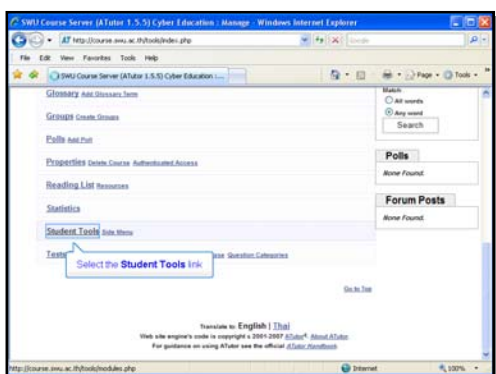 SWU Course Server (ATutor 1.5.5) Cyber Education : Manage - Windows Internet Explorer
http://course.swu.ac.th/tools/index.php
File Edit View Favorites Tools Help
SWU Course Server (ATutor 1.5.5) Cyber Education :...
Page Tools
Glossary Add Glossary Term
Groups Create Groups
Polls Add Poll
Properties Delete Course Authenticated Access
Reading List Resources
Statistics
Student Tools Side Menu
Tests
Question Categories
Select the Student Tools link
Go to Top
Match
All words
Any word
Search
Polls
None Found.
Forum Posts
None Found.
Translate to English | Thai
Web site engine's code is copyright © 2001-2007 ATutor®. About ATutor.
For guidance on using ATutor see the official ATutor Handbook.
http://course.swu.ac.th/tools/modules.php
Internet
100%